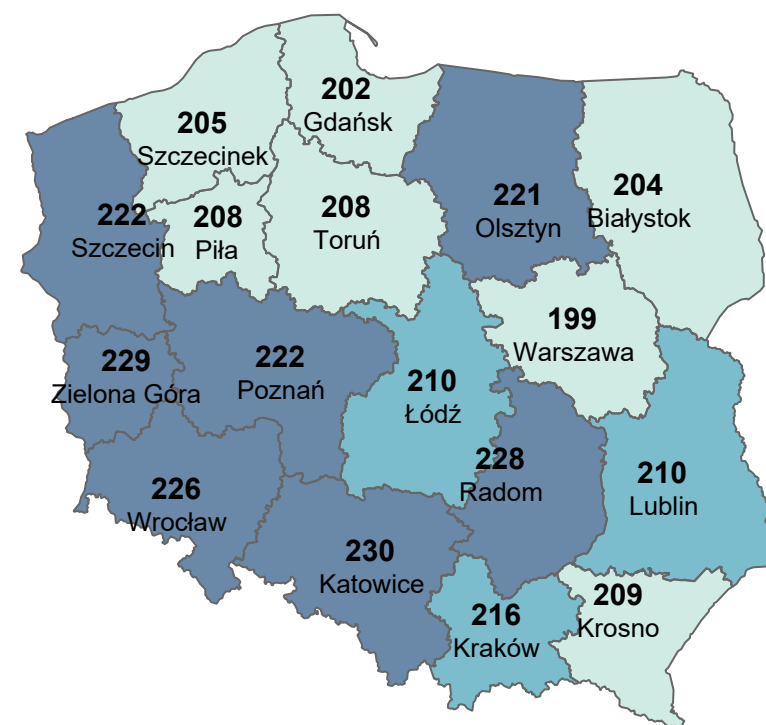 202
Gdańsk
205
Szczecinek
221
Olsztyn
204
Białystok
222
Szczecin
208
Piła
208
Toruń
199
Warszawa
229
Zielona Góra
222
Poznań
210
Łódź
228
Radom
210
Lublin
226
Wrocław
230
Katowice
216
Kraków
209
Krosno